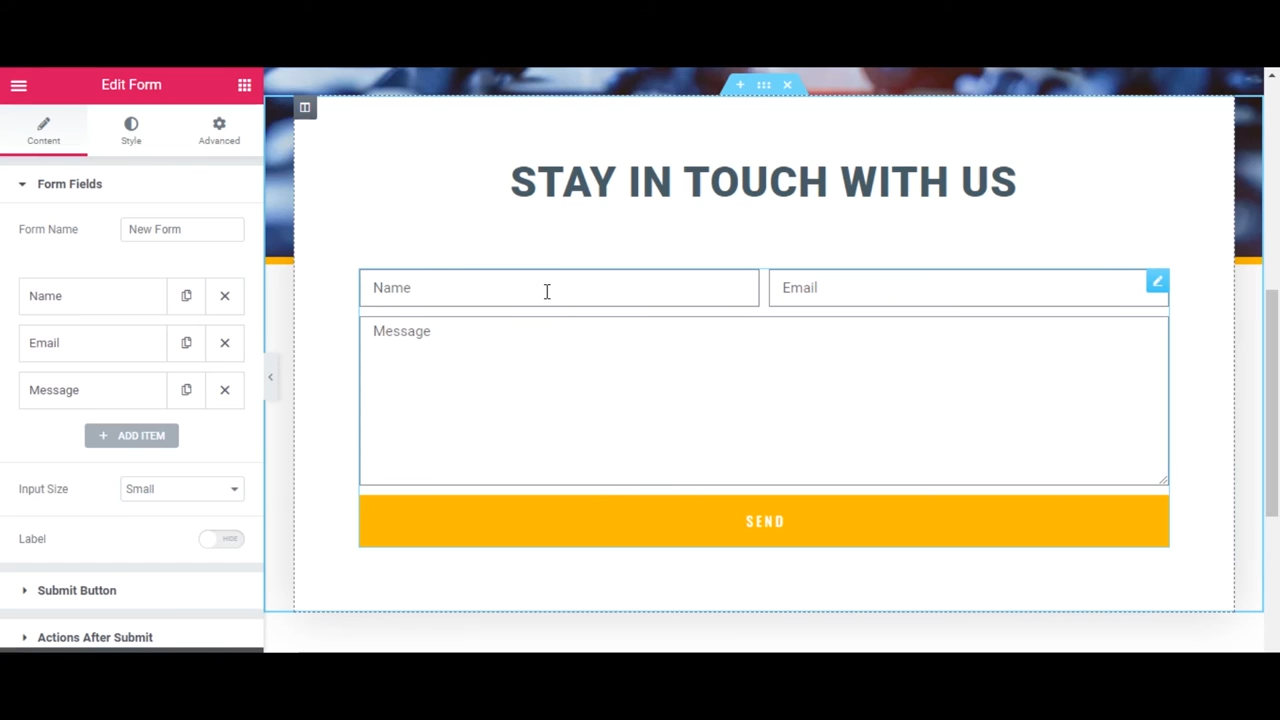 Edit Form
Content
Style
Advanced
Form Fields
Form Name
New Form
Name
Email
Message
+ ADD ITEM
Input Size
Small
Label
HIDE
Submit Button
Actions After Submit
STAY IN TOUCH WITH US
Name
Email
Message
SEND